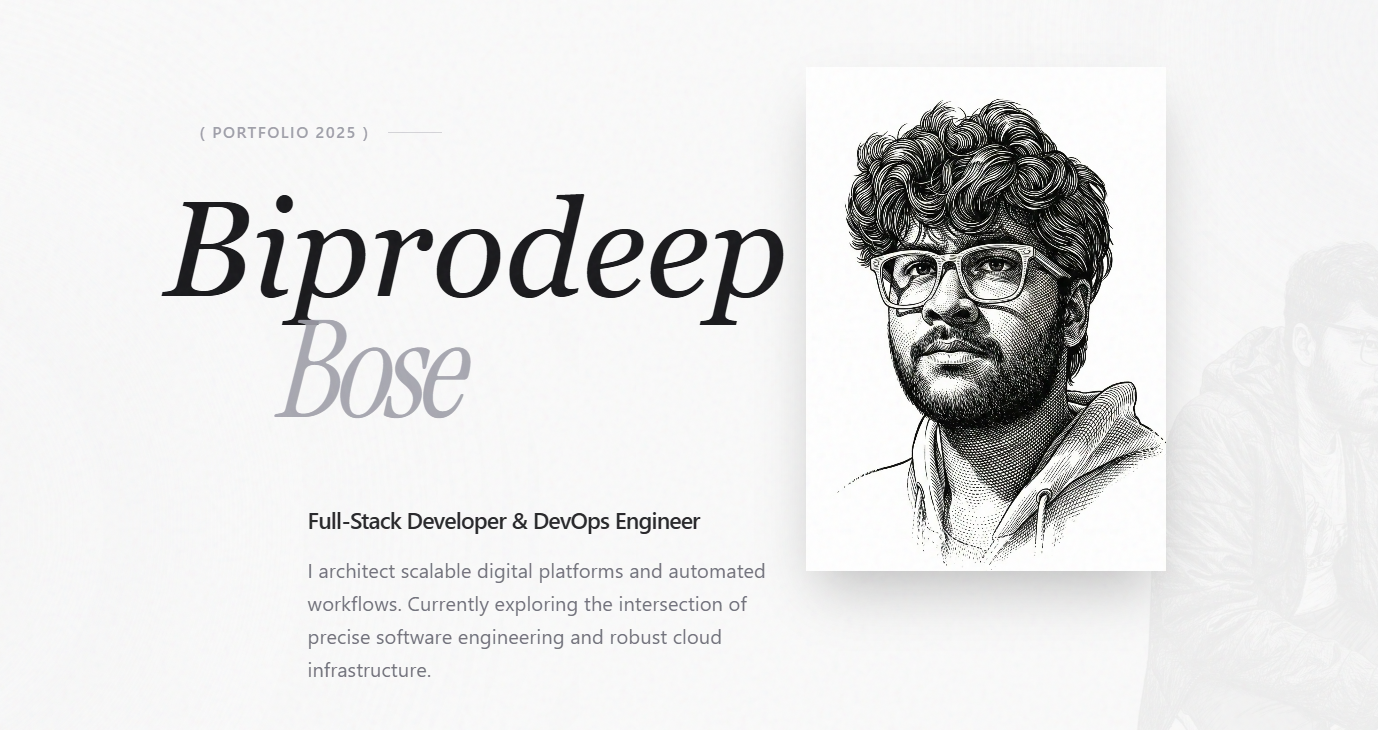 ( PORTFOLIO 2025 )
Biprodeep
Bose
Full-Stack Developer & DevOps Engineer
I architect scalable digital platforms and automated
workflows. Currently exploring the intersection of
precise software engineering and robust cloud
infrastructure.